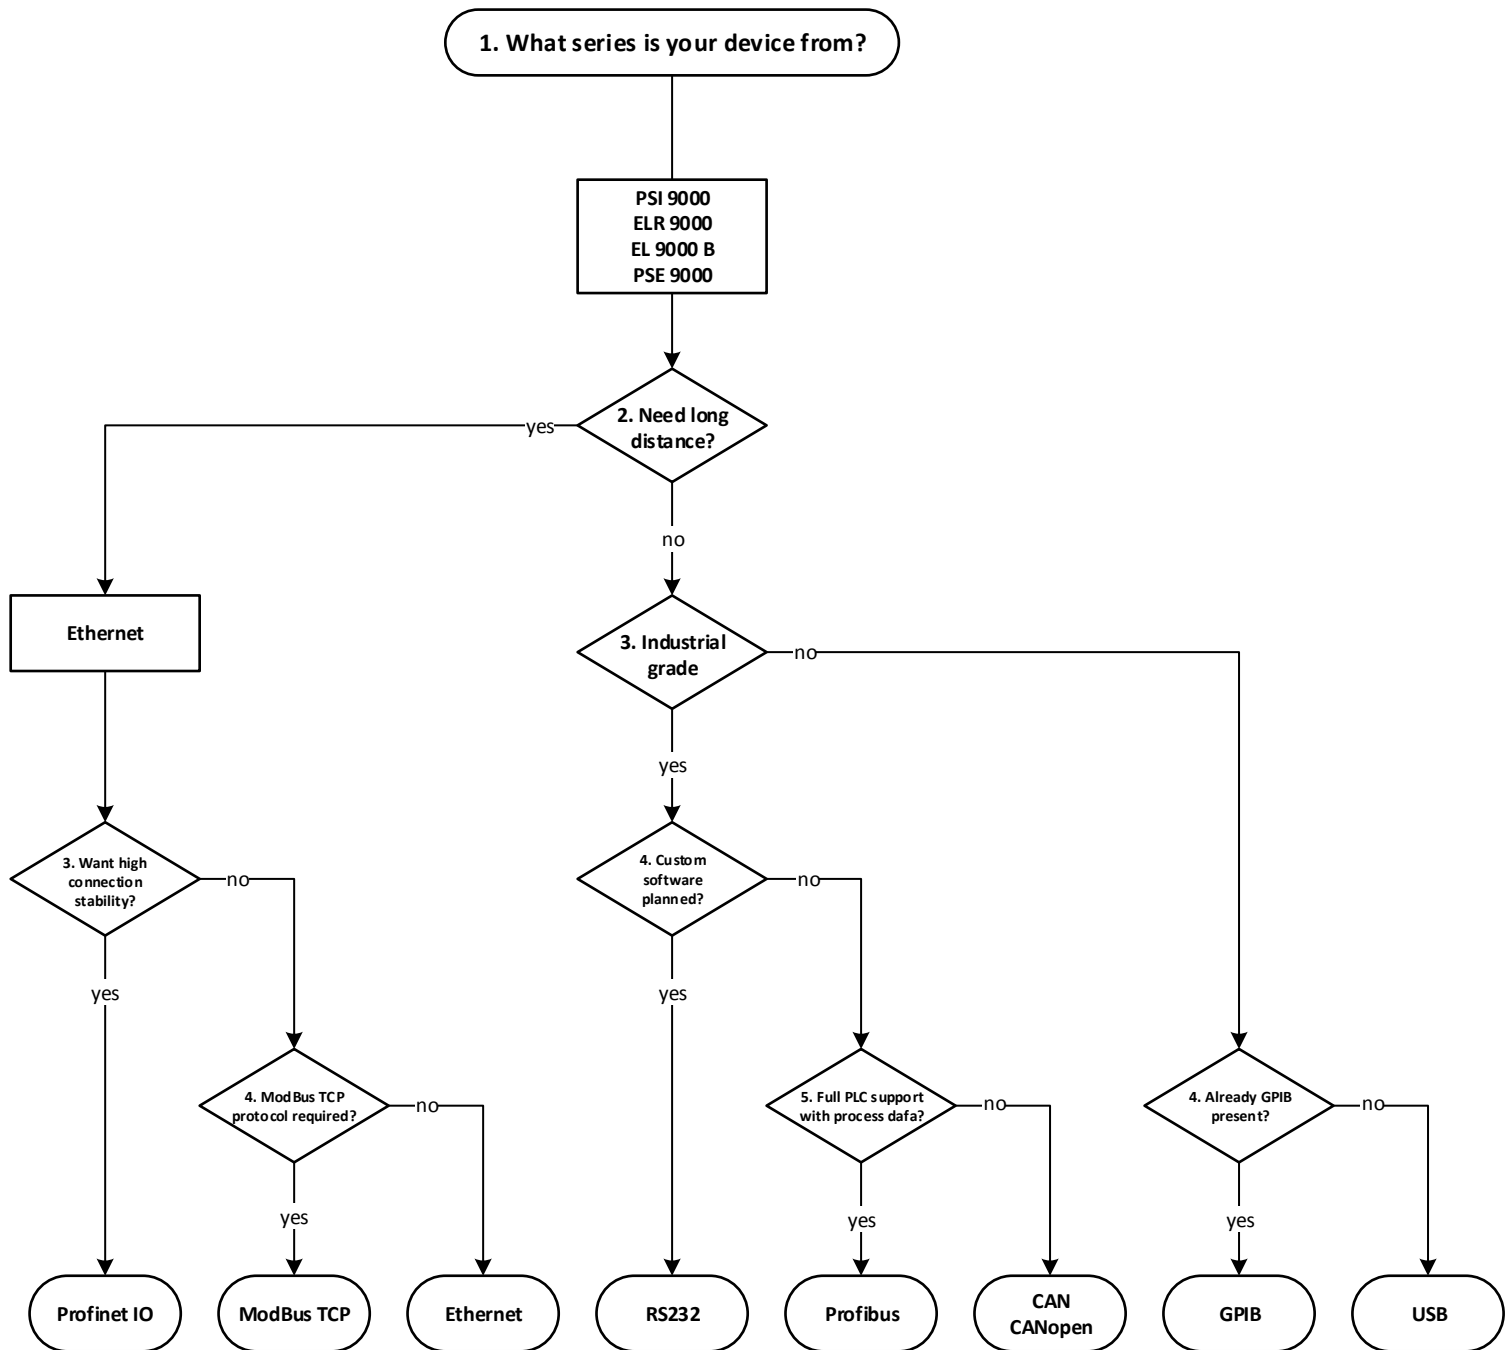 1. What series is your device from?
PSI 9000
ELR 9000
EL 9000 B
PSE 9000
2. Need long
distance?
yes
no
Ethernet
3. Industrial
grade
no
yes
3. Want high
connection
stability?
no
yes
4. Custom
software
planned?
no
yes
4. ModBus TCP
protocol required?
no
yes
5. Full PLC support
with process dafa?
no
yes
4. Already GPIB
present?
no
yes
Profinet IO
ModBus TCP
Ethernet
RS232
Profibus
CAN
CANopen
GPIB
USB